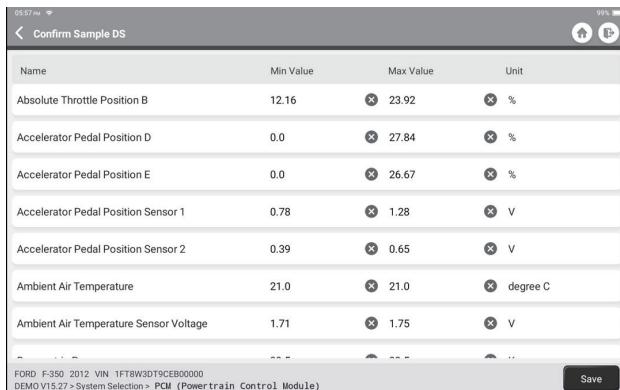 05:57 PM 99%
Confirm Sample DS
Name Min Value Max Value Unit
Absolute Throttle Position B 12.16 23.92 %
Accelerator Pedal Position D 0.0 27.84 %
Accelerator Pedal Position E 0.0 26.67 %
Accelerator Pedal Position Sensor 1 0.78 1.28 V
Accelerator Pedal Position Sensor 2 0.39 0.65 V
Ambient Air Temperature 21.0 21.0 degree C
Ambient Air Temperature Sensor Voltage 1.71 1.75 V
FORD F-350 2012 VIN 1FT8W3DT9CEB00000
DEMO V15.27 > System Selection > PCM (Powertrain Control Module)
Save